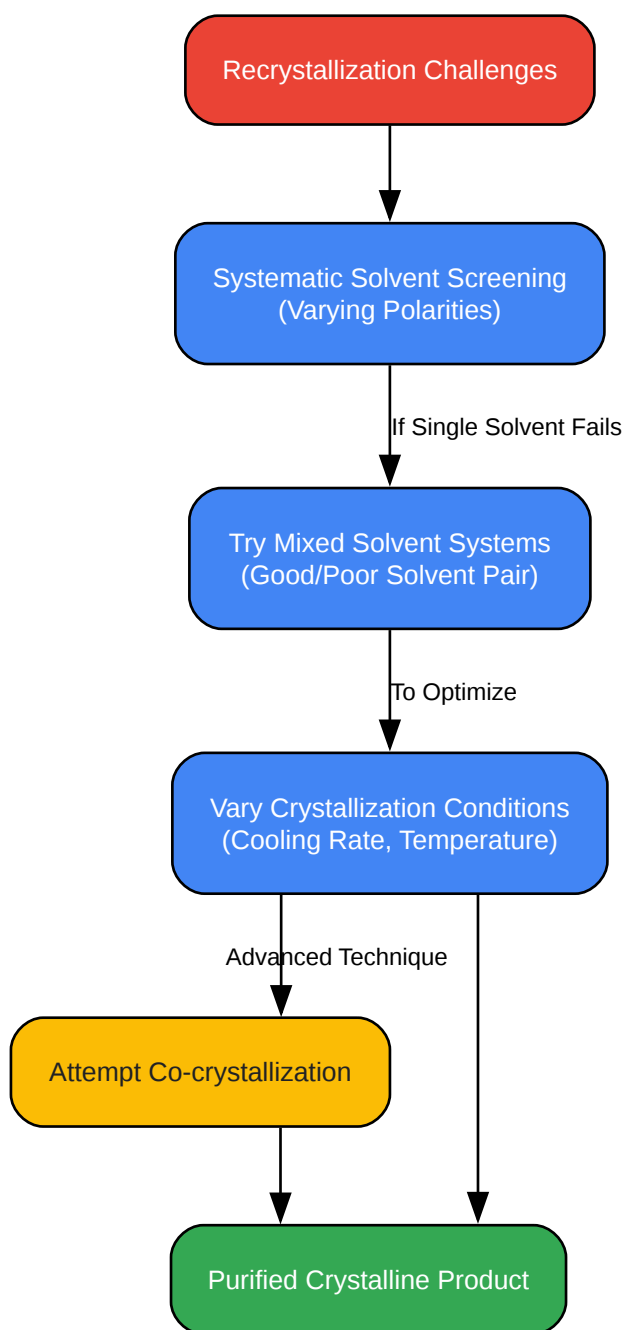 Recrystallization Challenges
Systematic Solvent Screening
(Varying Polarities)
If Single Solvent Fails
Try Mixed Solvent Systems
(Good/Poor Solvent Pair)
To Optimize
Vary Crystallization Conditions
(Cooling Rate, Temperature)
Advanced Technique
Attempt Co-crystallization
Purified Crystalline Product